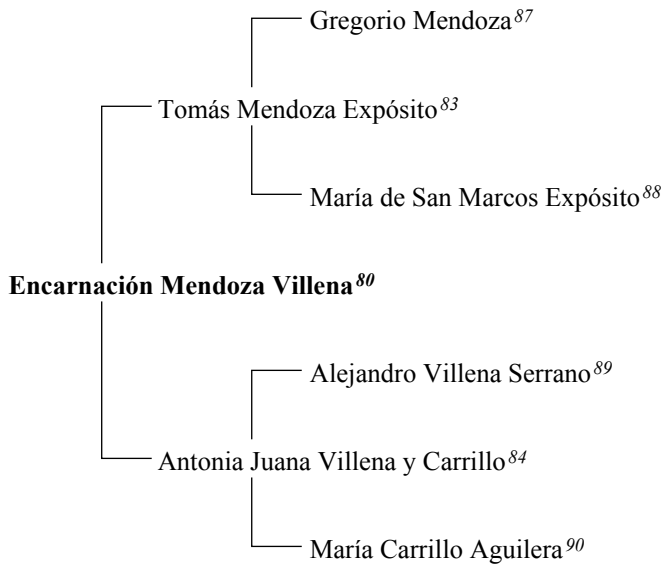 Gregorio Mendoza87
Tomás Mendoza Expósito83
María de San Marcos Expósito88
Encarnación Mendoza Villena80
Alejandro Villena Serrano89
Antonia Juana Villena y Carrillo84
María Carrillo Aguilera90